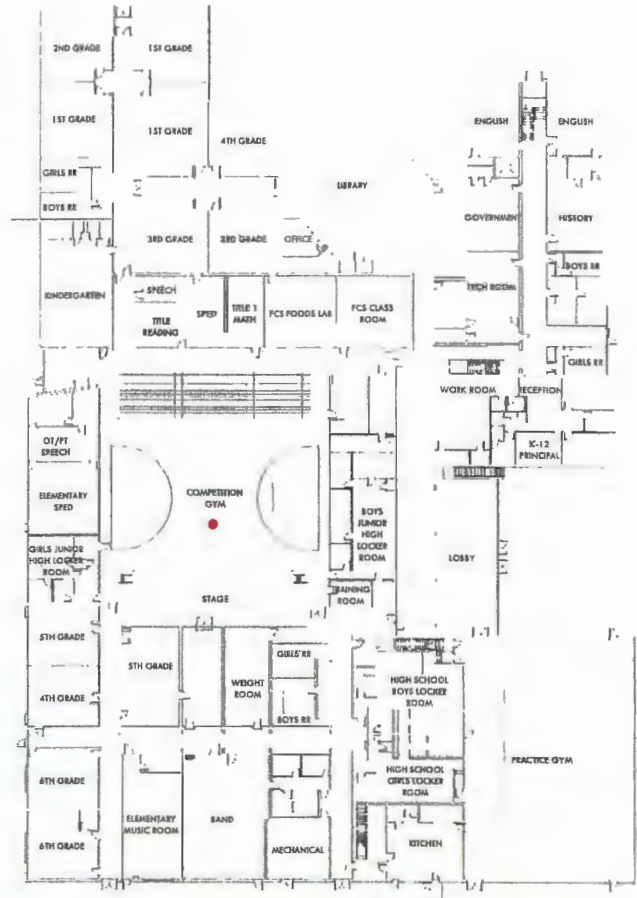 2ND GRADE
1ST GRADE
1ST GRADE
1ST GRADE
4TH GRADE
ENGLISH
ENGLISH
GIRLS RR
BOYS RR
LIBRARY
GOVERNMENT
HISTORY
3RD GRADE
3RD GRADE
OFFICE
BOYS RR
KINDERGARTEN
SPEECH
TITLE
READING
SPED
TITLE 1
MATH
FCS FOODS LAB
FCS CLASS
ROOM
TECH ROOM
GIRLS RR
WORK ROOM
RECEPTION
K-12
PRINCIPAL
OT/PT
SPEECH
ELEMENTARY
SPED
COMPETITION
GYM
BOYS
JUNIOR
HIGH
LOCKER
ROOM
LOBBY
GIRLS JUNIOR
HIGH LOCKER
ROOM
STAGE
TRAINING
ROOM
5TH GRADE
4TH GRADE
5TH GRADE
WEIGHT
ROOM
GIRLS' RR
BOYS RR
HIGH SCHOOL
BOYS LOCKER
ROOM
PRACTICE GYM
6TH GRADE
6TH GRADE
ELEMENTARY
MUSIC ROOM
BAND
MECHANICAL
HIGH SCHOOL
GIRLS LOCKER
ROOM
KITCHEN